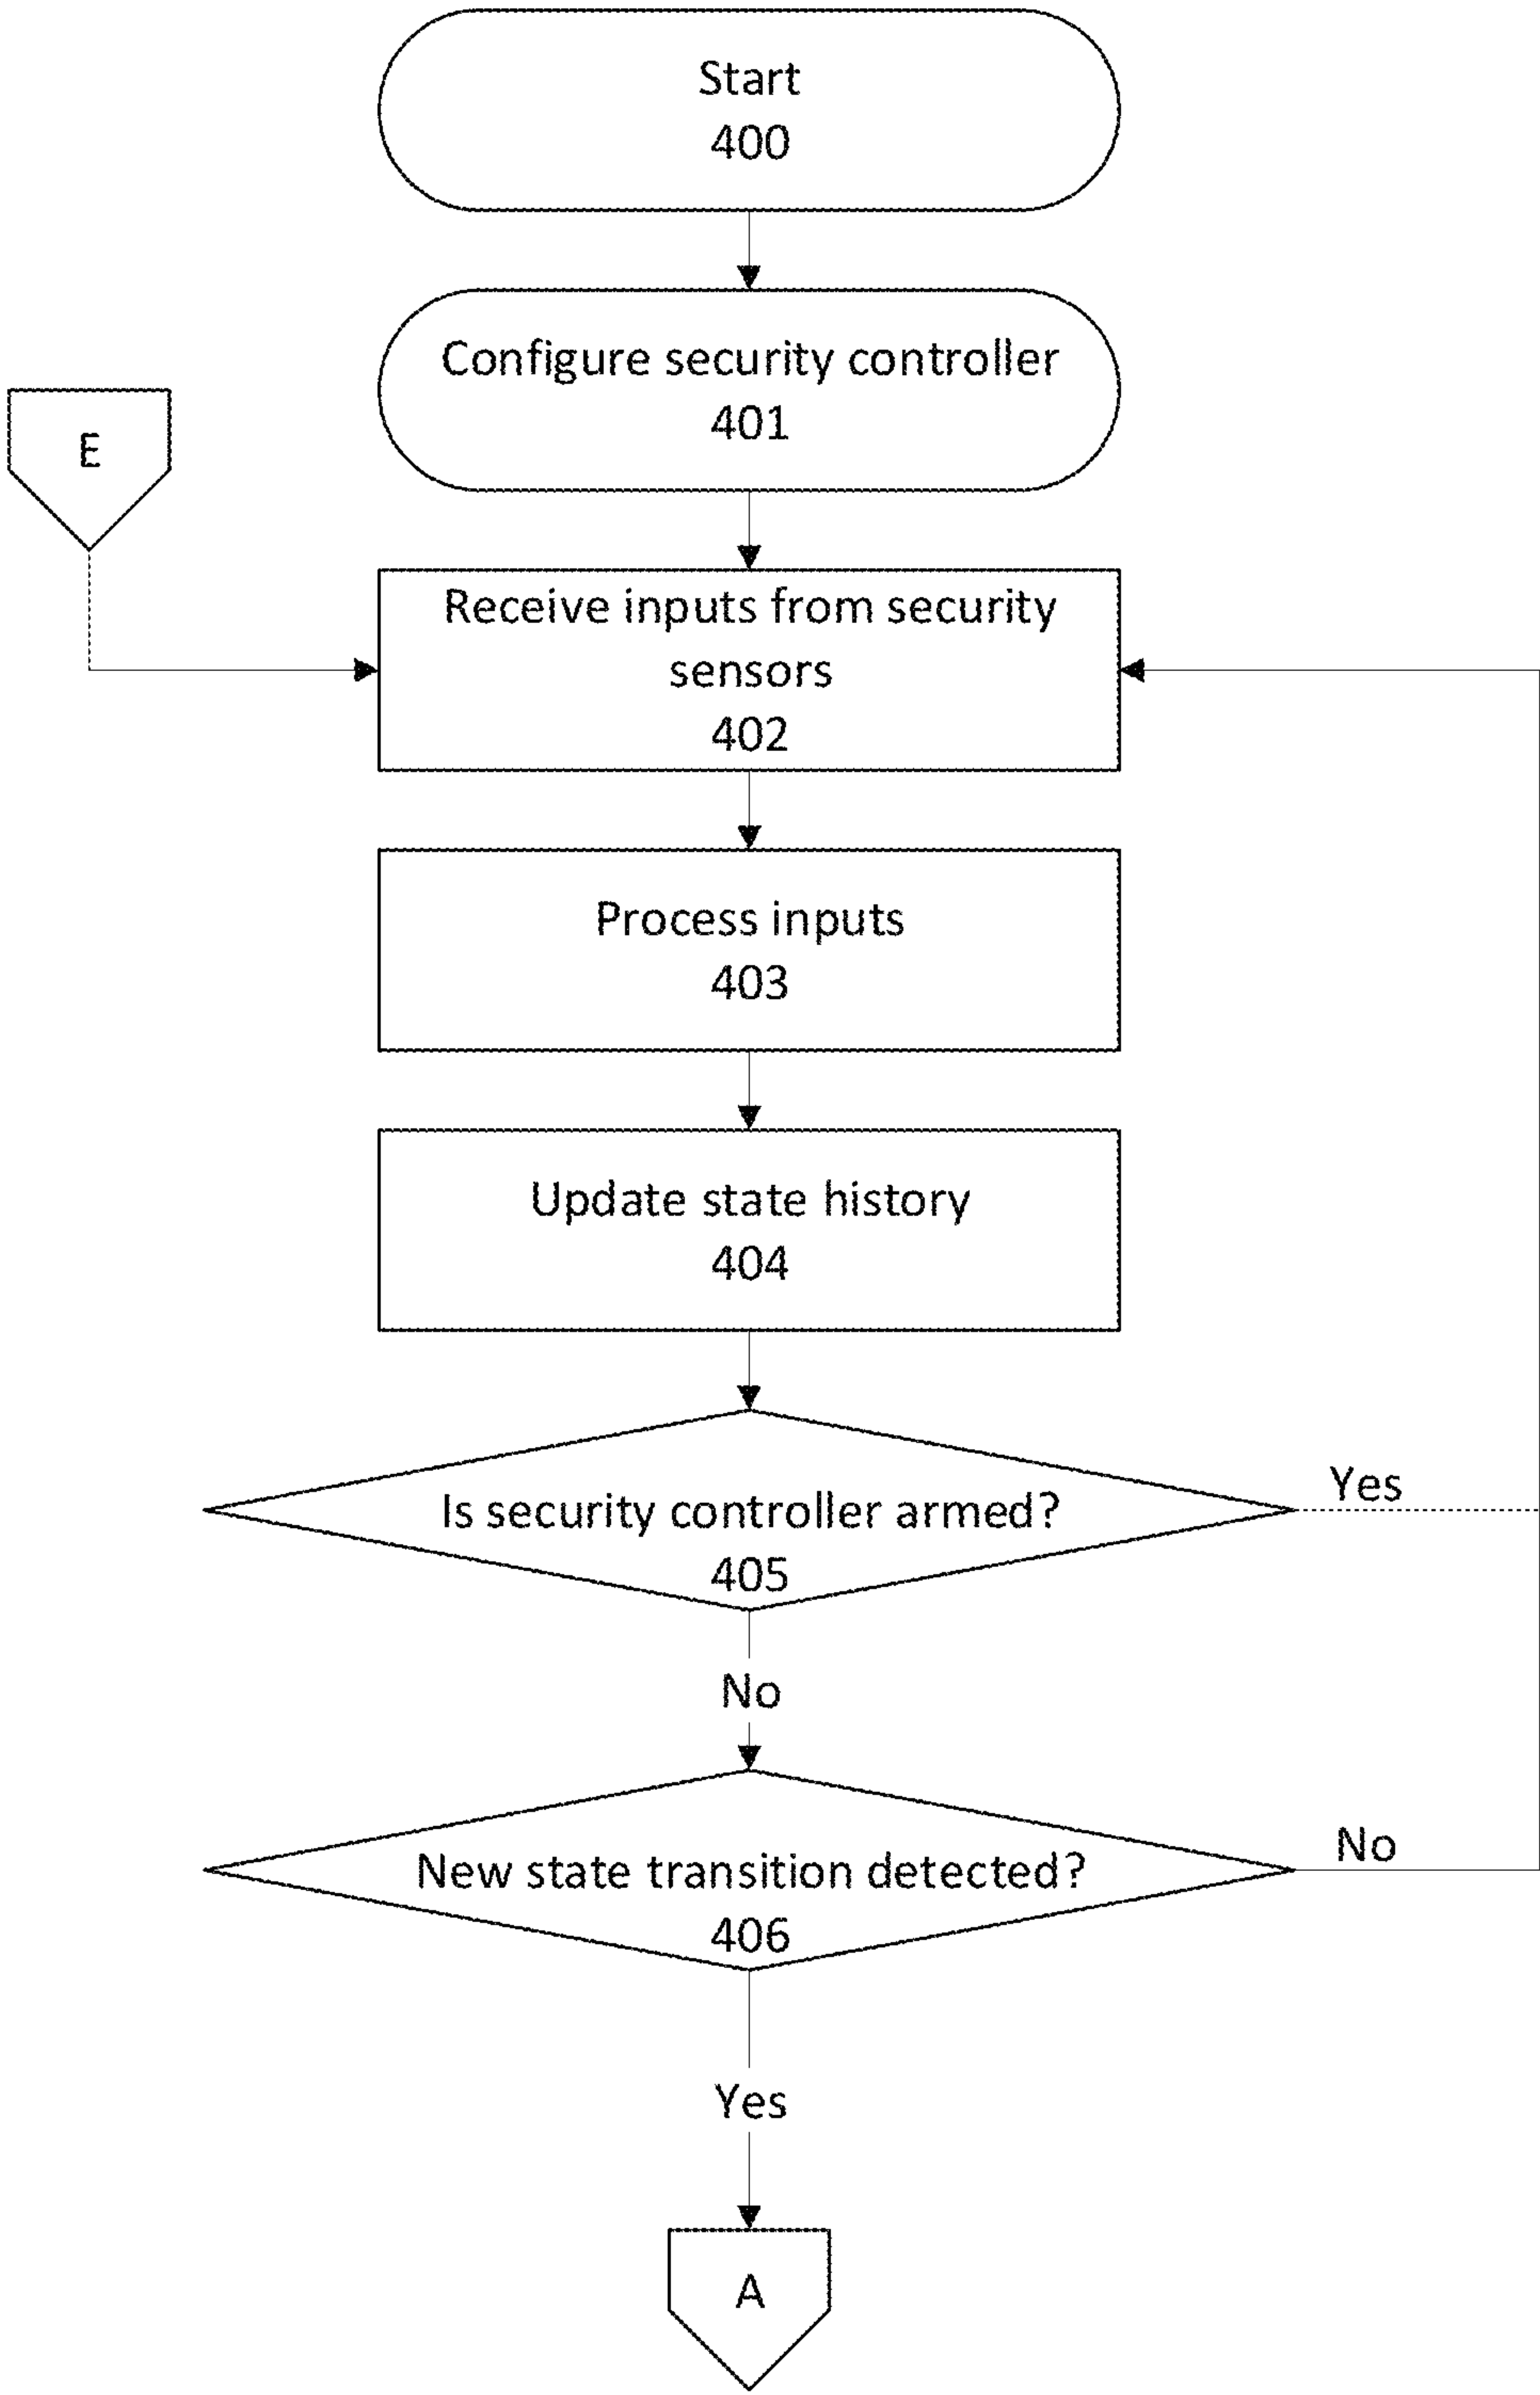 Start
400
Configure security controller
401
E
Receive inputs from security
sensors
402
Process inputs
403
Update state history
404
Is security controller armed?
405
Yes
No
New state transition detected?
406
No
Yes
A